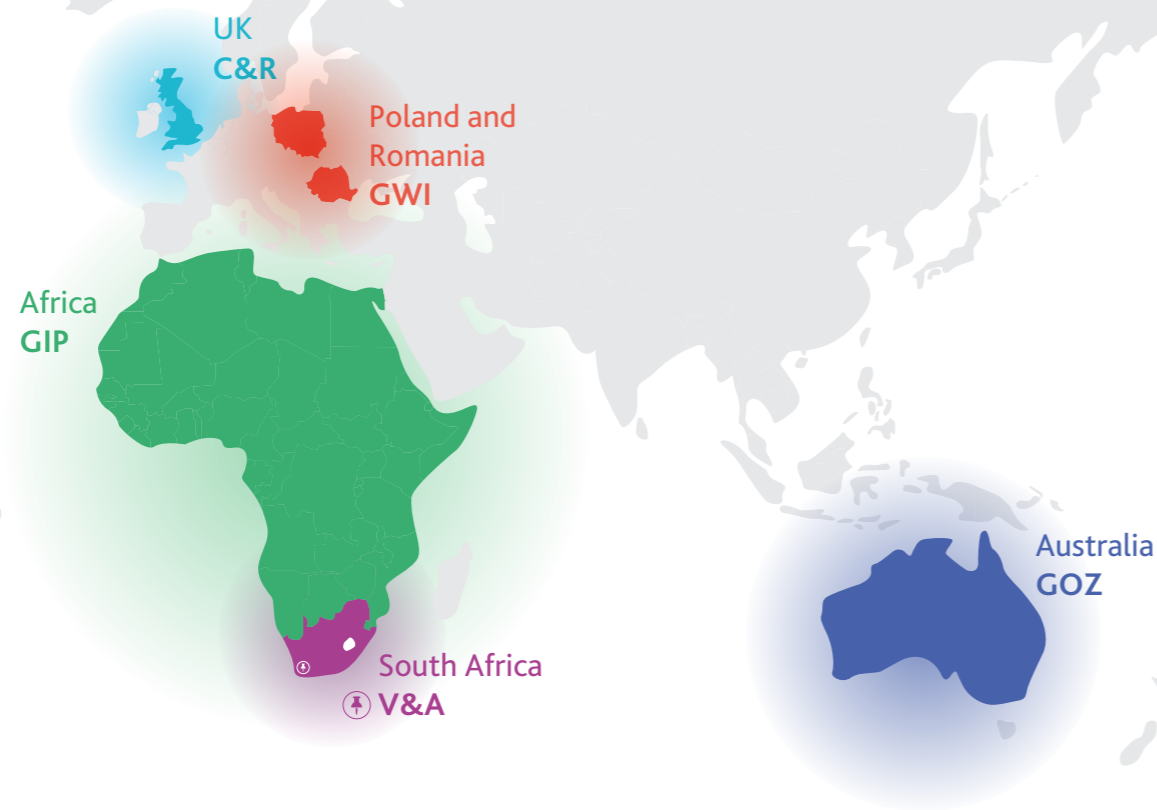 UK
C&R
Poland and
Romania
GWI
Africa
GIP
Australia
GOZ
South Africa
V&A